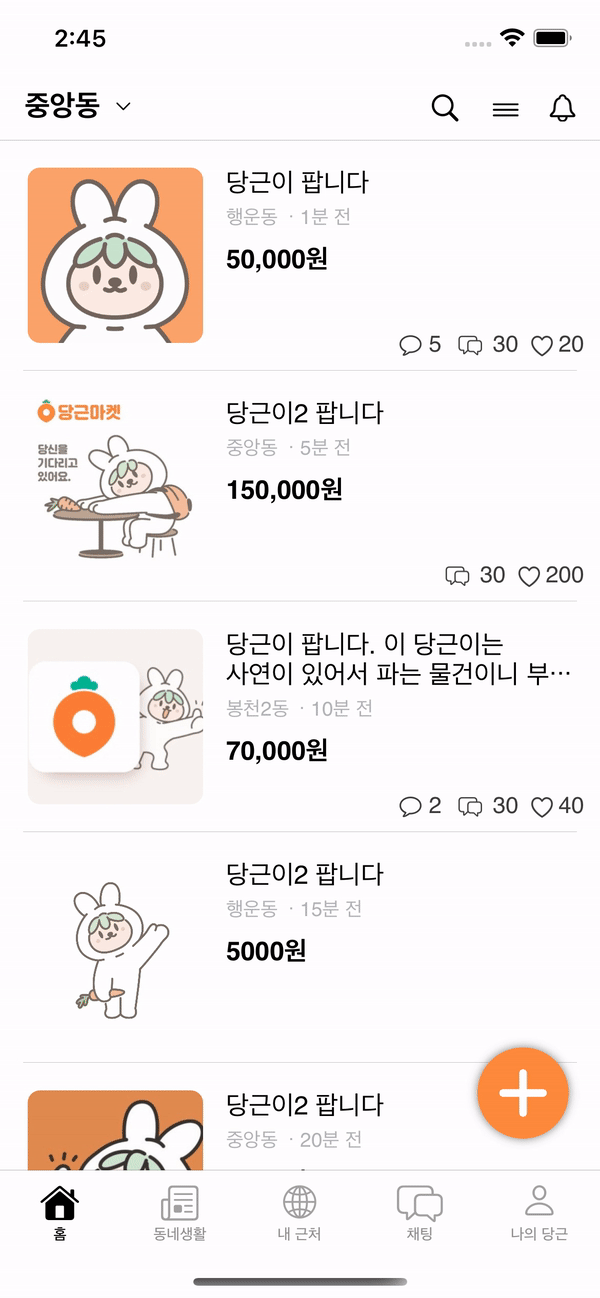 2:45
중앙동
당근이 팝니다
행운동 · 1분 전
50,000원
5 30 20
당근마켓
당신을
기다리고
있어요.
당근이2 팝니다
중앙동 · 5분 전
150,000원
30 200
당근이 팝니다. 이 당근이는
사연이 있어서 파는 물건이니 부…
봉천2동 · 10분 전
70,000원
2 30 40
당근이2 팝니다
행운동 · 15분 전
5000원
당근이2 팝니다
중앙동 · 20분 전
홈 동네생활 내 근처 채팅 나의 당근